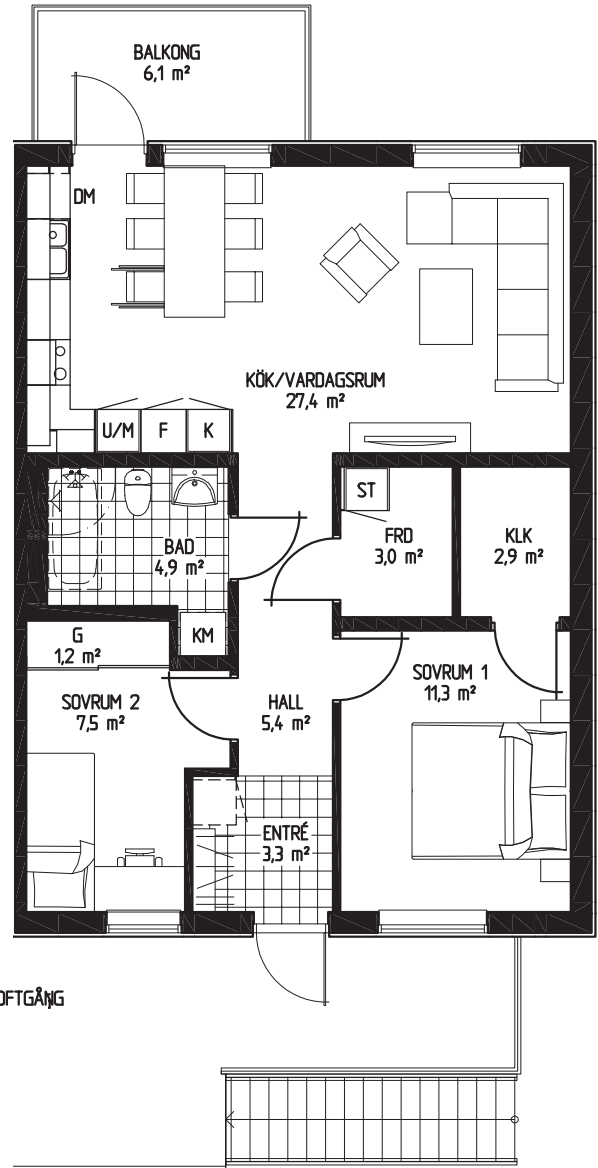 BALKONG
6,1 m²
DM
KÖK/VARDAGSRUM
27,4 m²
U/M F K
ST
BAD
4,9 m²
FRD
3,0 m²
KLK
2,9 m²
G
1,2 m²
KM
SOVRUM 2
7,5 m²
HALL
5,4 m²
SOVRUM 1
11,3 m²
ENTRÉ
3,3 m²
OFTGÅNG